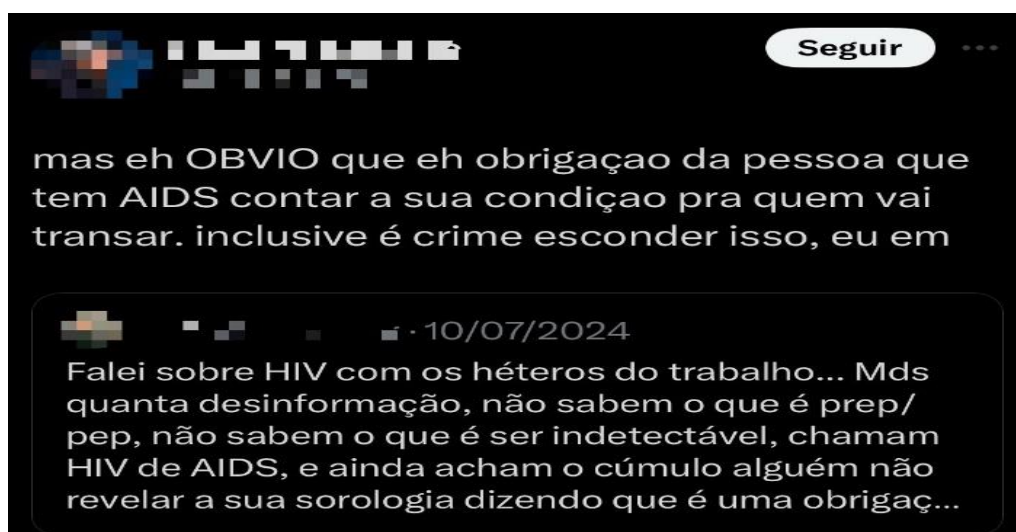 Seguir
mas eh OBVIO que eh obrigaçao da pessoa que
tem AIDS contar a sua condiçao pra quem vai
transar. inclusive é crime esconder isso, eu em
· 10/07/2024
Falei sobre HIV com os héteros do trabalho... Mds
quanta desinformação, não sabem o que é prep/
pep, não sabem o que é ser indetectável, chamam
HIV de AIDS, e ainda acham o cúmulo alguém não
revelar a sua sorologia dizendo que é uma obrigaç...